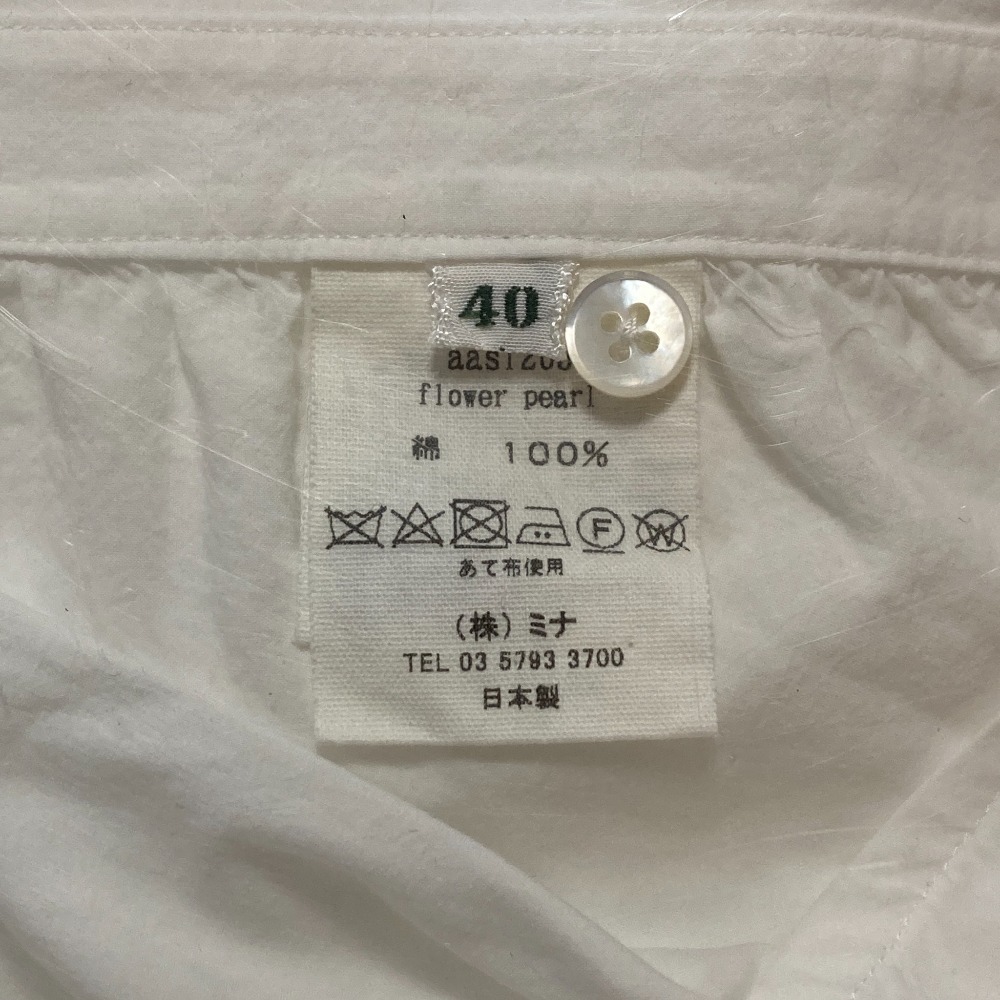 40
flower pearl
綿 100%
F W
あて布使用
（株）ミナ
TEL 03 5793 3700
日本製